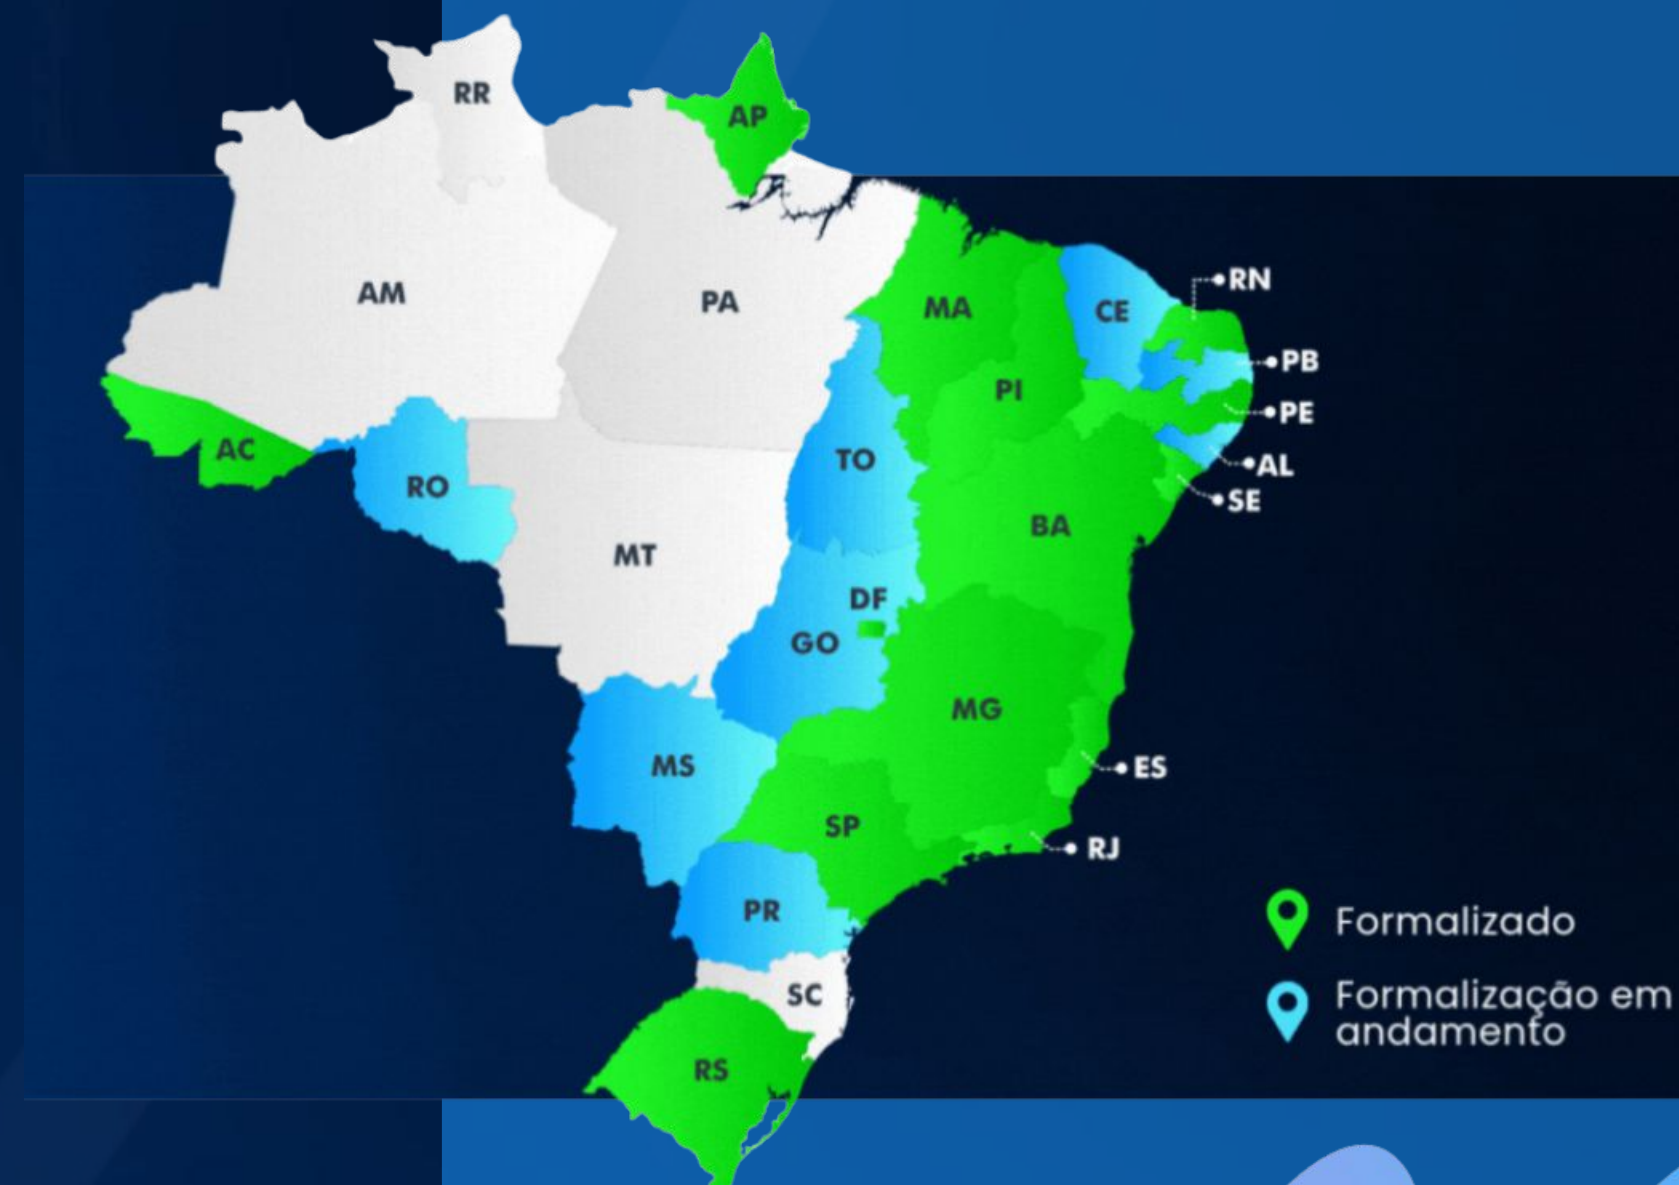 RR
AP
AM
PA
MA
CE
RN
PB
PI
PE
AC
TO
AL
RO
SE
BA
MT
DF
GO
MG
MS
ES
SP
RJ
PR
SC
RS
Formalizado
Formalização em
andamento